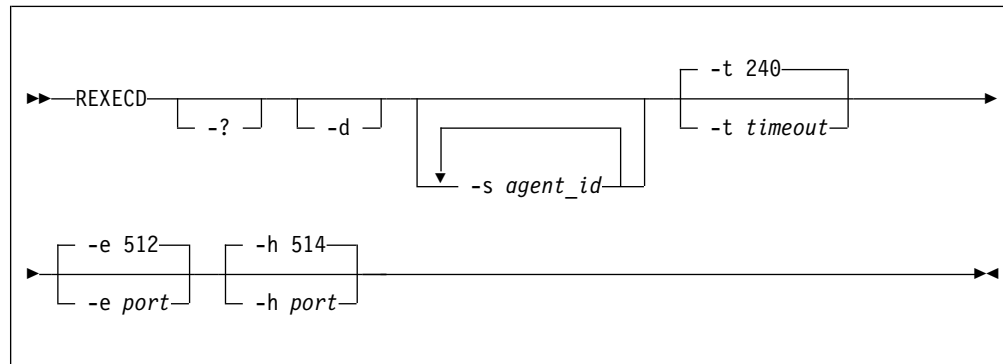 -t 240
REXECD -? -d -s agent_id -t timeout
-e 512 -h 514
-e port -h port